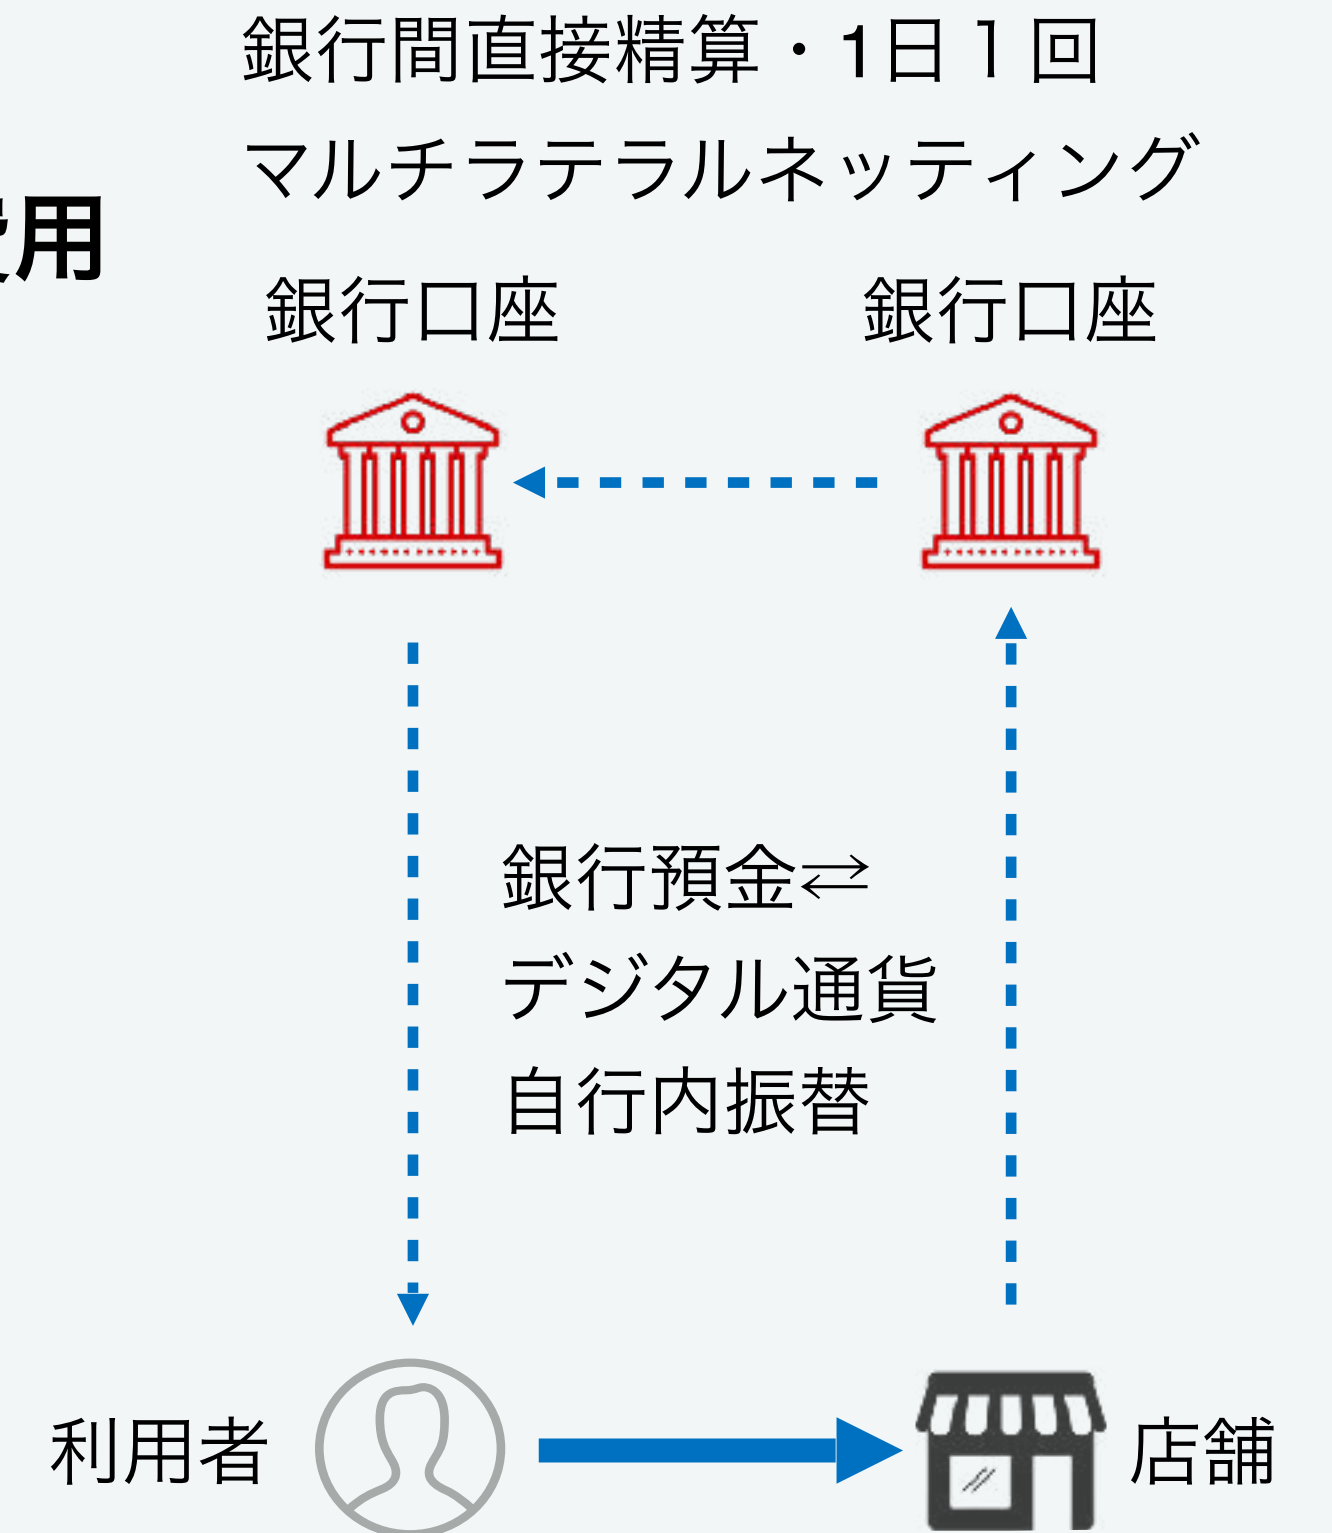 銀行間直接精算・1日１回
マルチラテラルネッティング
用
銀行口座
銀行口座
銀行預金⇄
デジタル通貨
自行内振替
利用者
店舗